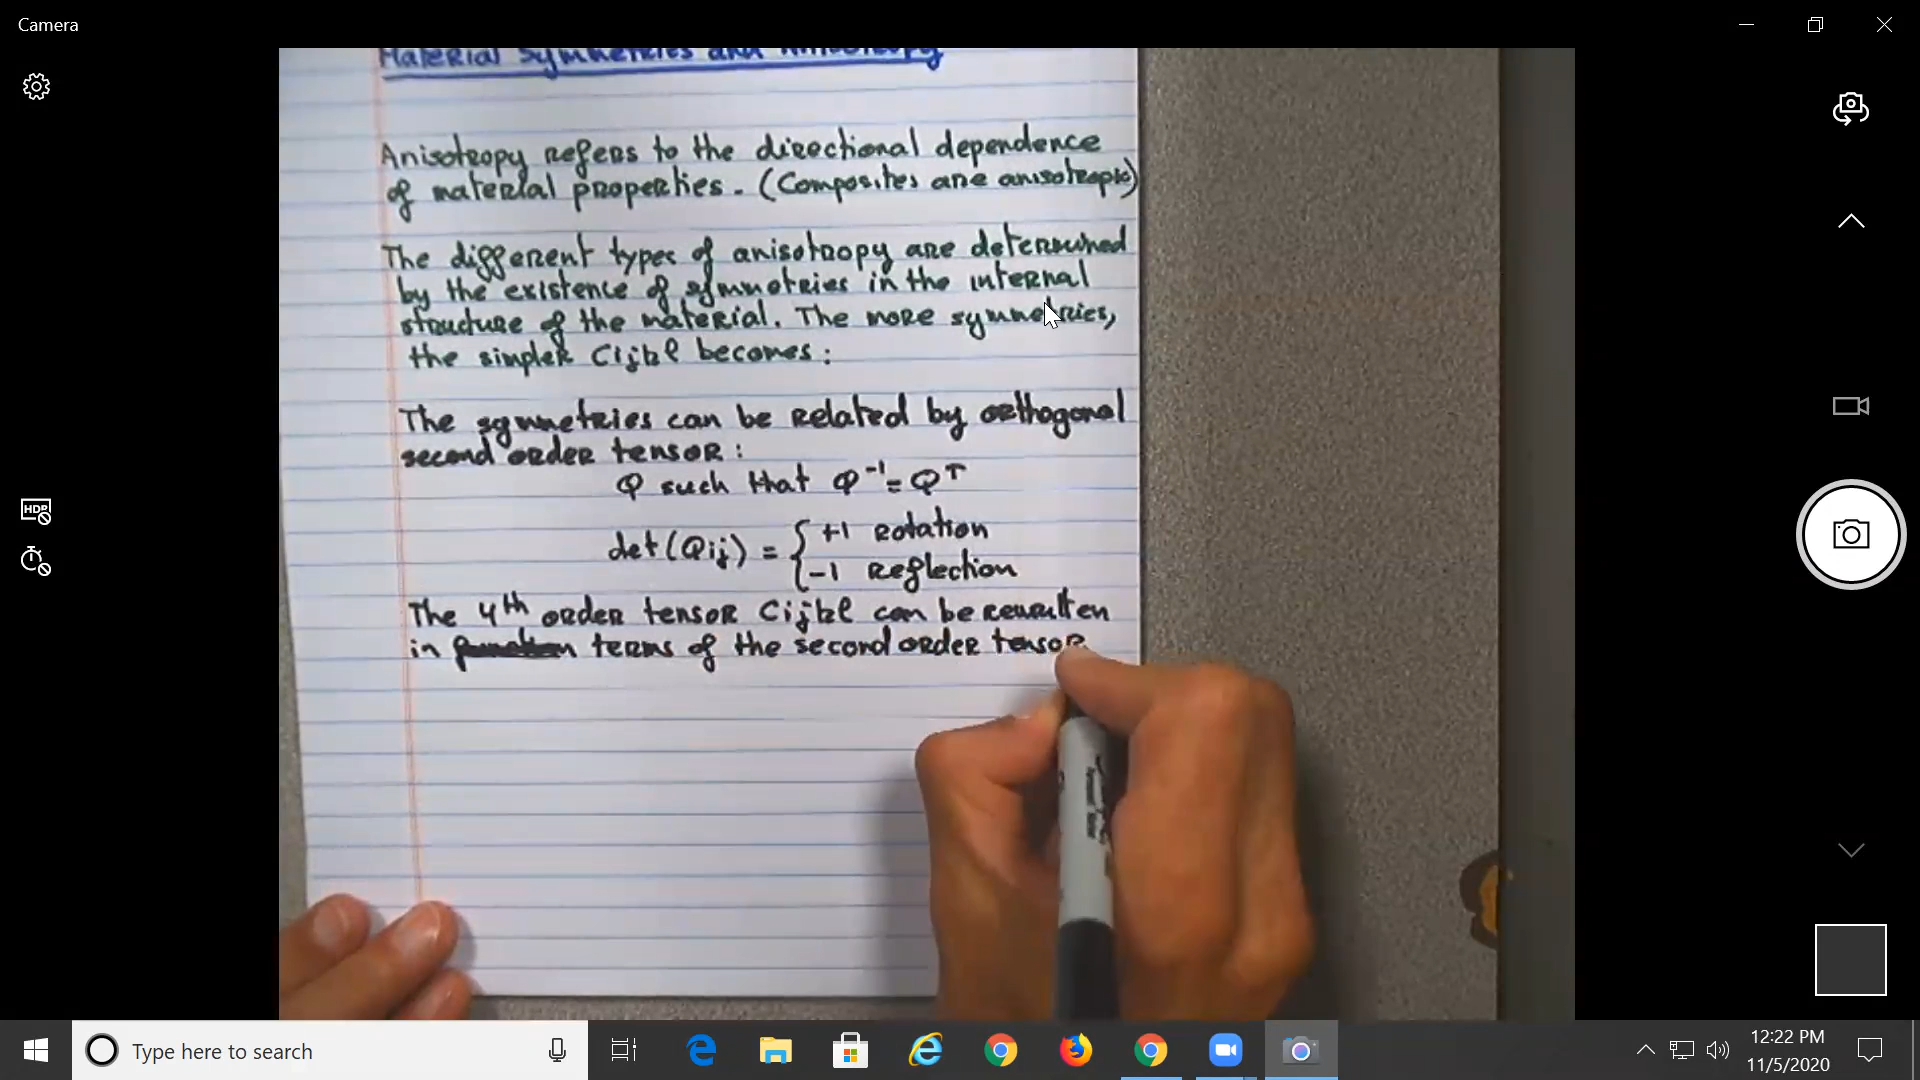 Camera
Material Symmetries and Anisotropy
Anisotropy refers to the directional dependence
of material properties. (Composites are anisotropic)
The different types of anisotropy are determined
by the existence of symmetries in the internal
structure of the material. The more symmetries,
the simpler Cijkl becomes:
The symmetries can be related by orthogonal
second order tensor:
Q such that Q⁻¹ = Qᵀ
det(Qij) = { +1 rotation
-1 reflection
The 4th order tensor Cijkl can be rewritten
in terms of the second order tensor
HDR
Type here to search
12:22 PM
11/5/2020